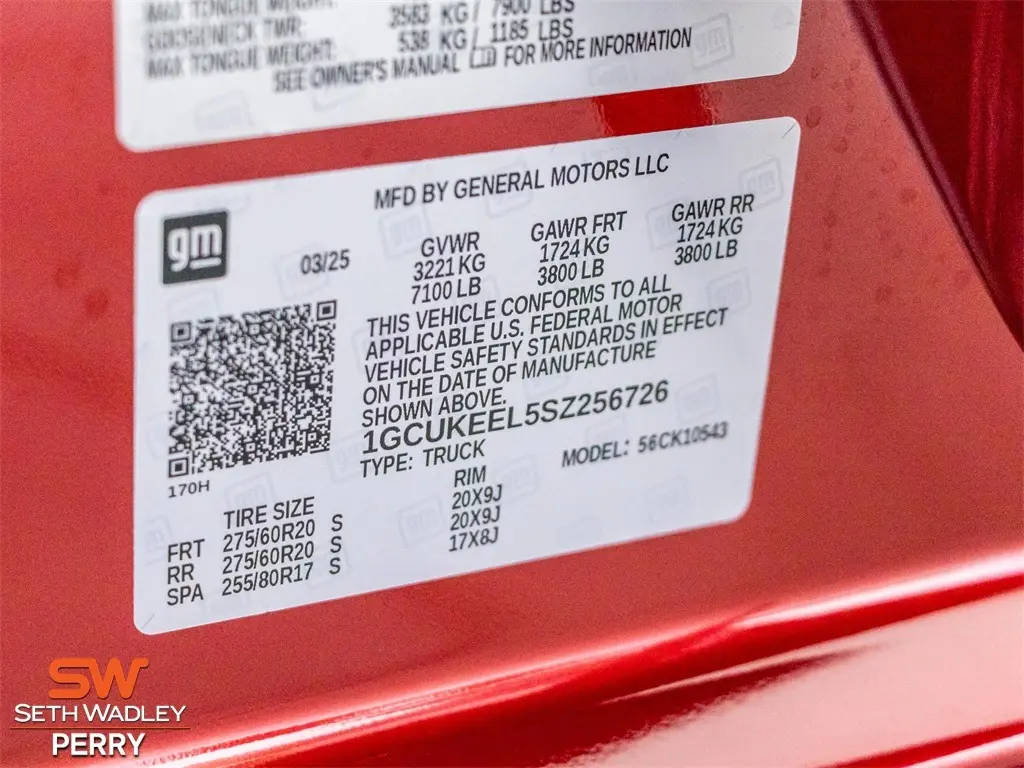 MAX TONGUE WEIGHT: 3583 KG / 7900 LBS
GOOSENECK TWR:
MAX TONGUE WEIGHT: 538 KG / 1185 LBS
SEE OWNER'S MANUAL FOR MORE INFORMATION
gm
MFD BY GENERAL MOTORS LLC
gm
03/25
GVWR
3221 KG
7100 LB
GAWR FRT
1724 KG
3800 LB
GAWR RR
1724 KG
3800 LB
THIS VEHICLE CONFORMS TO ALL
APPLICABLE U.S. FEDERAL MOTOR
VEHICLE SAFETY STANDARDS IN EFFECT
ON THE DATE OF MANUFACTURE
SHOWN ABOVE.
1GCUKEEL5SZ256726
TYPE: TRUCK
MODEL: 56CK10543
170H
TIRE SIZE RIM
FRT 275/60R20 S 20X9J
RR 275/60R20 S 20X9J
SPA 255/80R17 S 17X8J
SW
SETH WADLEY
PERRY